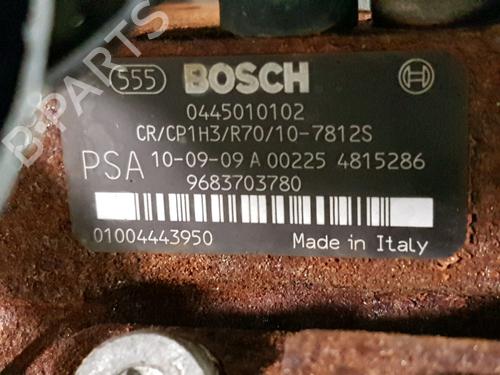 555 BOSCH
0445010102
CR/CP1H3/R70/10-7812S
PSA 10-09-09 A 00225 4815286
9683703780
01004443950 Made in Italy